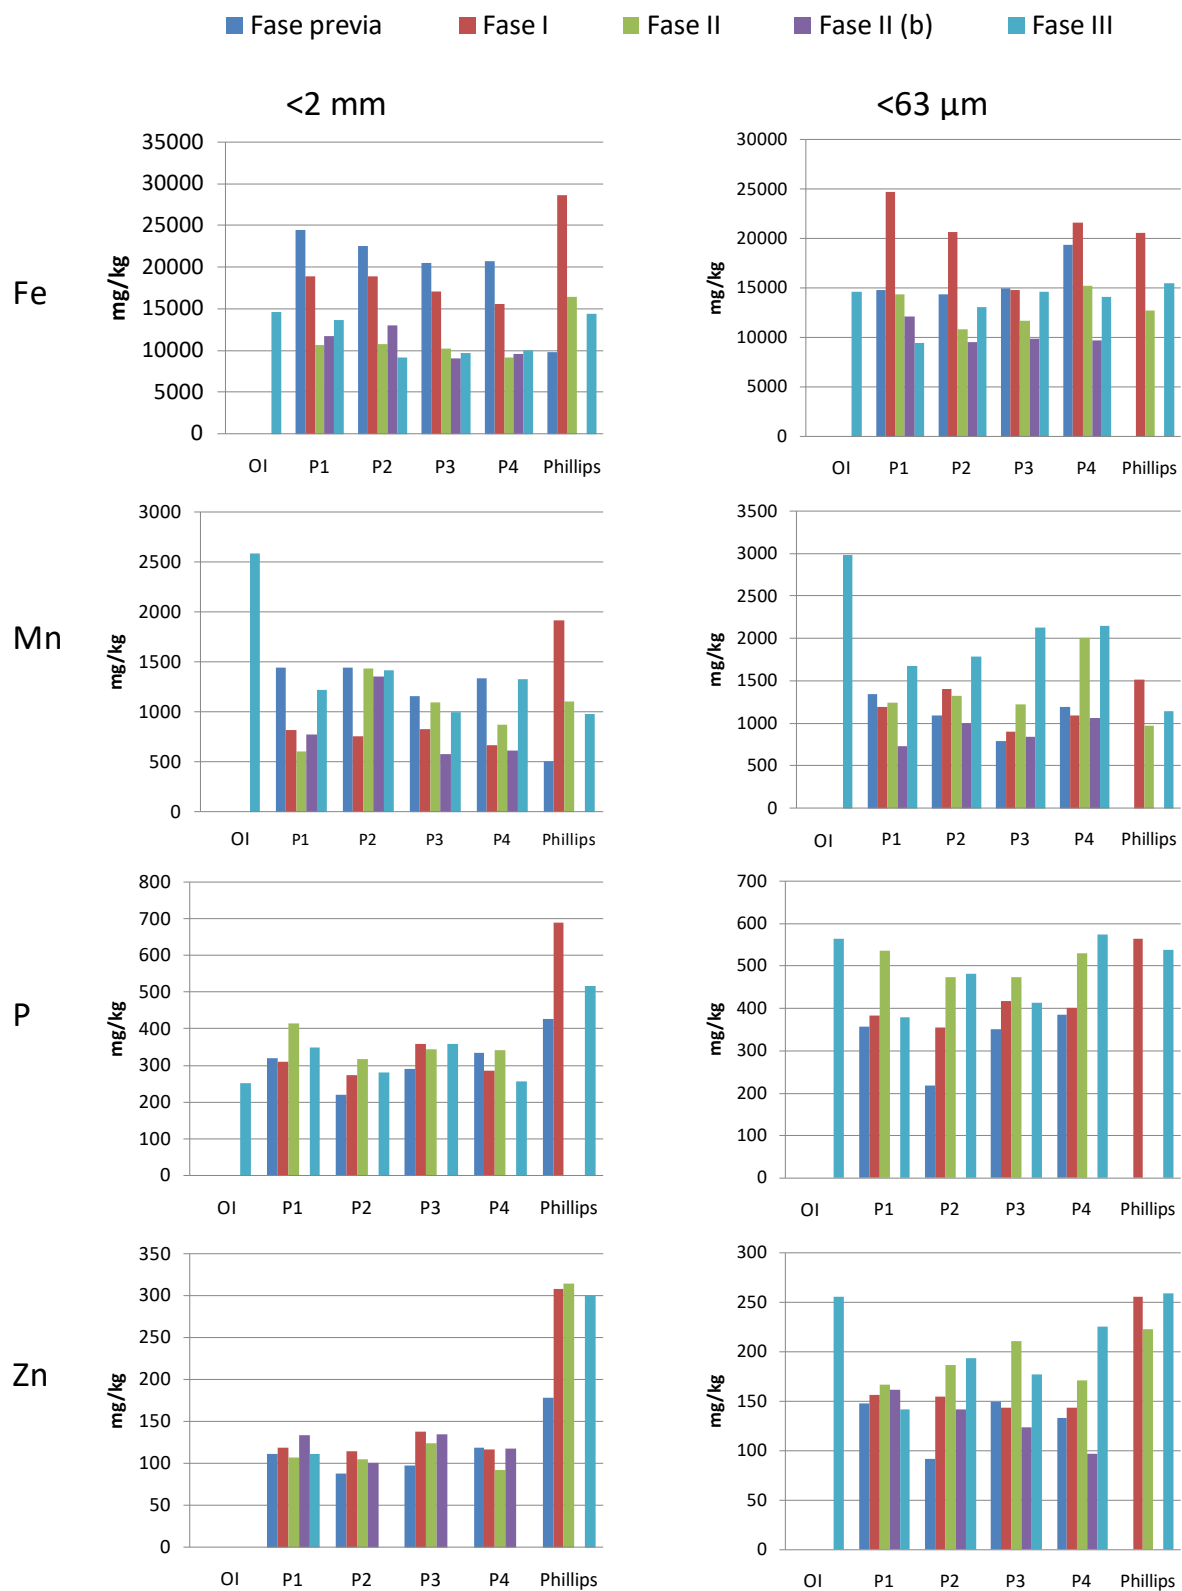 Fase previa Fase I Fase II Fase II (b) Fase III
<2 mm <63 µm
Fe
mg/kg
35000
30000
25000
20000
15000
10000
5000
0
OI P1 P2 P3 P4 Phillips
mg/kg
30000
25000
20000
15000
10000
5000
0
OI P1 P2 P3 P4 Phillips
Mn
mg/kg
3000
2500
2000
1500
1000
500
0
OI P1 P2 P3 P4 Phillips
mg/kg
3500
3000
2500
2000
1500
1000
500
0
OI P1 P2 P3 P4 Phillips
P
mg/kg
800
700
600
500
400
300
200
100
0
OI P1 P2 P3 P4 Phillips
mg/kg
700
600
500
400
300
200
100
0
OI P1 P2 P3 P4 Phillips
Zn
mg/kg
350
300
250
200
150
100
50
0
OI P1 P2 P3 P4 Phillips
mg/kg
300
250
200
150
100
50
0
OI P1 P2 P3 P4 Phillips